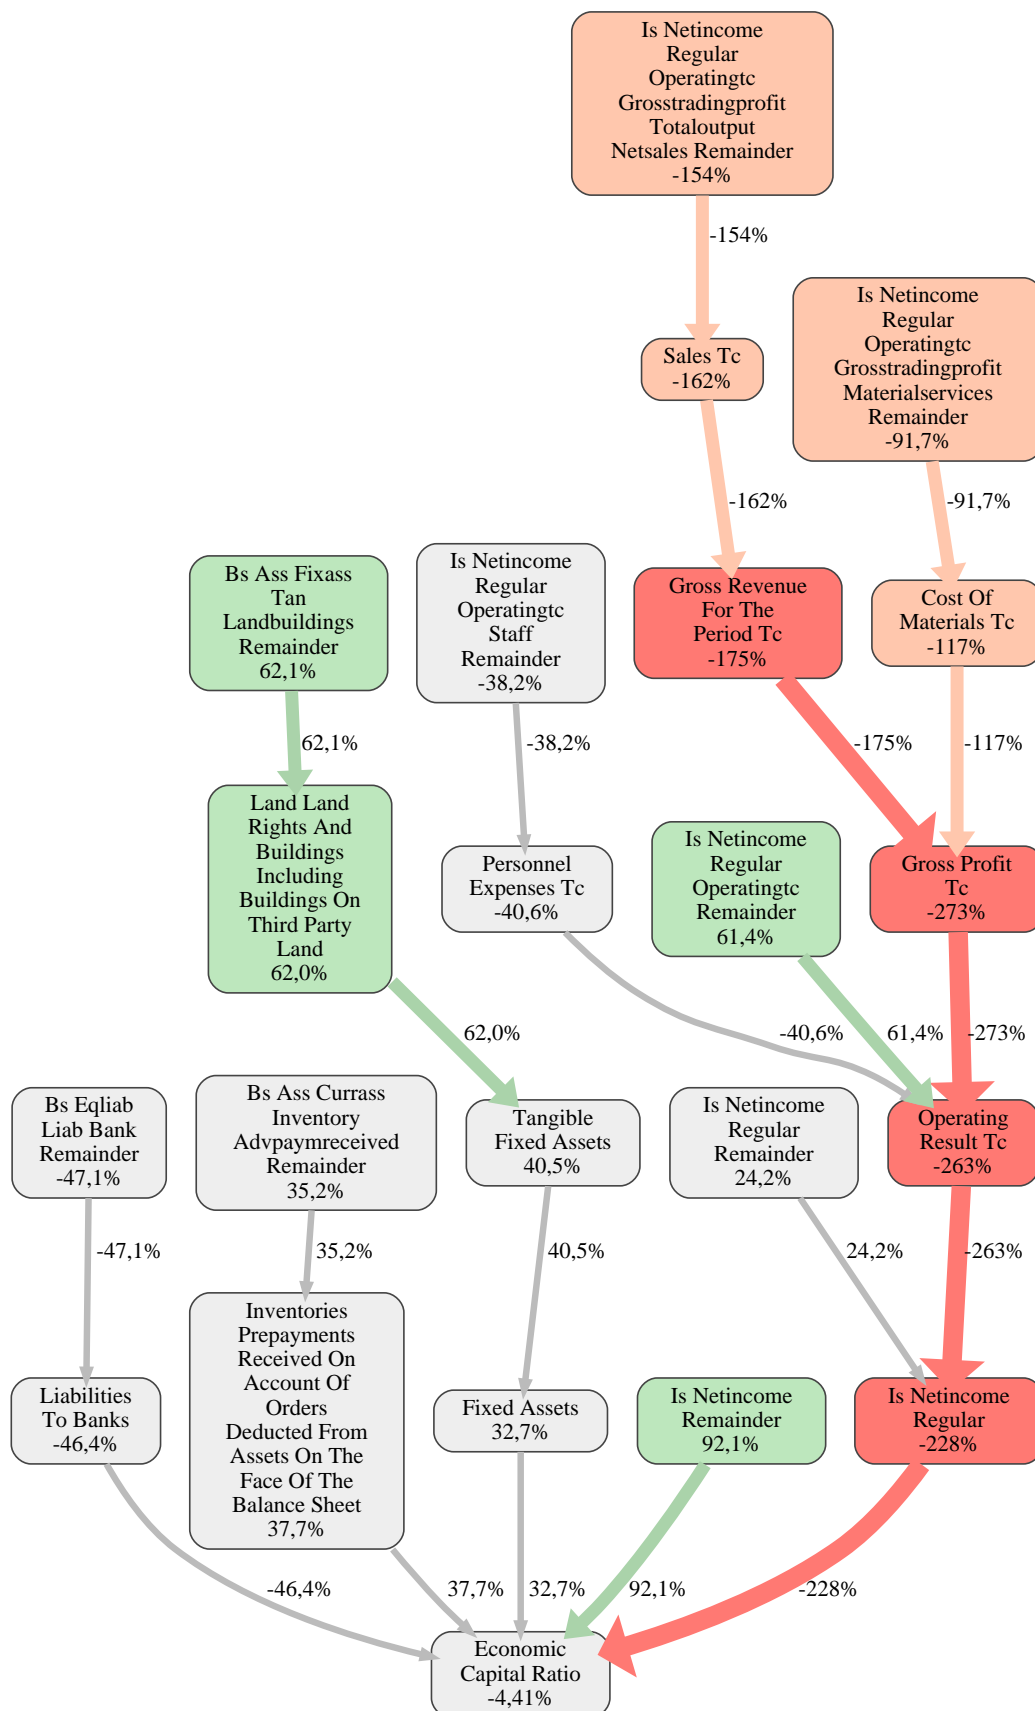 Is Netincome
Regular
Operatingtc
Grosstradingprofit
Totaloutput
Netsales Remainder
-154%
-154%
Is Netincome
Regular
Operatingtc
Grosstradingprofit
Materialservices
Remainder
-91,7%
Sales Tc
-162%
-162%
-91,7%
Bs Ass Fixass
Tan
Landbuildings
Remainder
62,1%
Is Netincome
Regular
Operatingtc
Staff
Remainder
-38,2%
Gross Revenue
For The
Period Tc
-175%
Cost Of
Materials Tc
-117%
62,1%
-38,2%
-175%
-117%
Land Land
Rights And
Buildings
Including
Buildings On
Third Party
Land
62,0%
Personnel
Expenses Tc
-40,6%
Is Netincome
Regular
Operatingtc
Remainder
61,4%
Gross Profit
Tc
-273%
62,0%
-40,6%
61,4%
-273%
Bs Eqliab
Liab Bank
Remainder
-47,1%
Bs Ass Currass
Inventory
Advpaymreceived
Remainder
35,2%
Tangible
Fixed Assets
40,5%
Is Netincome
Regular
Remainder
24,2%
Operating
Result Tc
-263%
-47,1%
35,2%
40,5%
24,2%
-263%
Liabilities
To Banks
-46,4%
Inventories
Prepayments
Received On
Account Of
Orders
Deducted From
Assets On The
Face Of The
Balance Sheet
37,7%
Fixed Assets
32,7%
Is Netincome
Remainder
92,1%
Is Netincome
Regular
-228%
-46,4%
37,7%
32,7%
92,1%
-228%
Economic
Capital Ratio
-4,41%